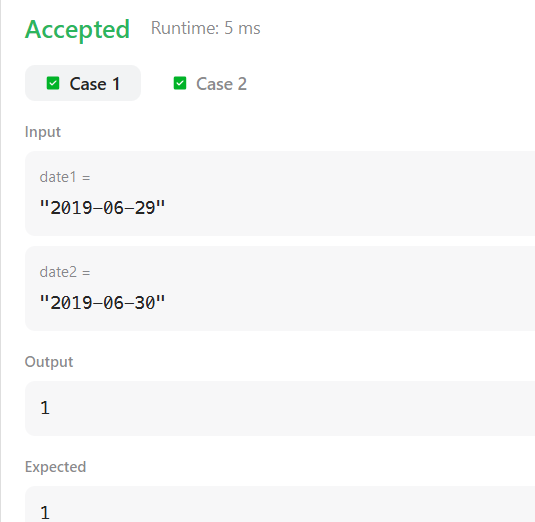 Accepted Runtime: 5 ms
Case 1 Case 2
Input
date1 =
"2019-06-29"
date2 =
"2019-06-30"
Output
1
Expected
1